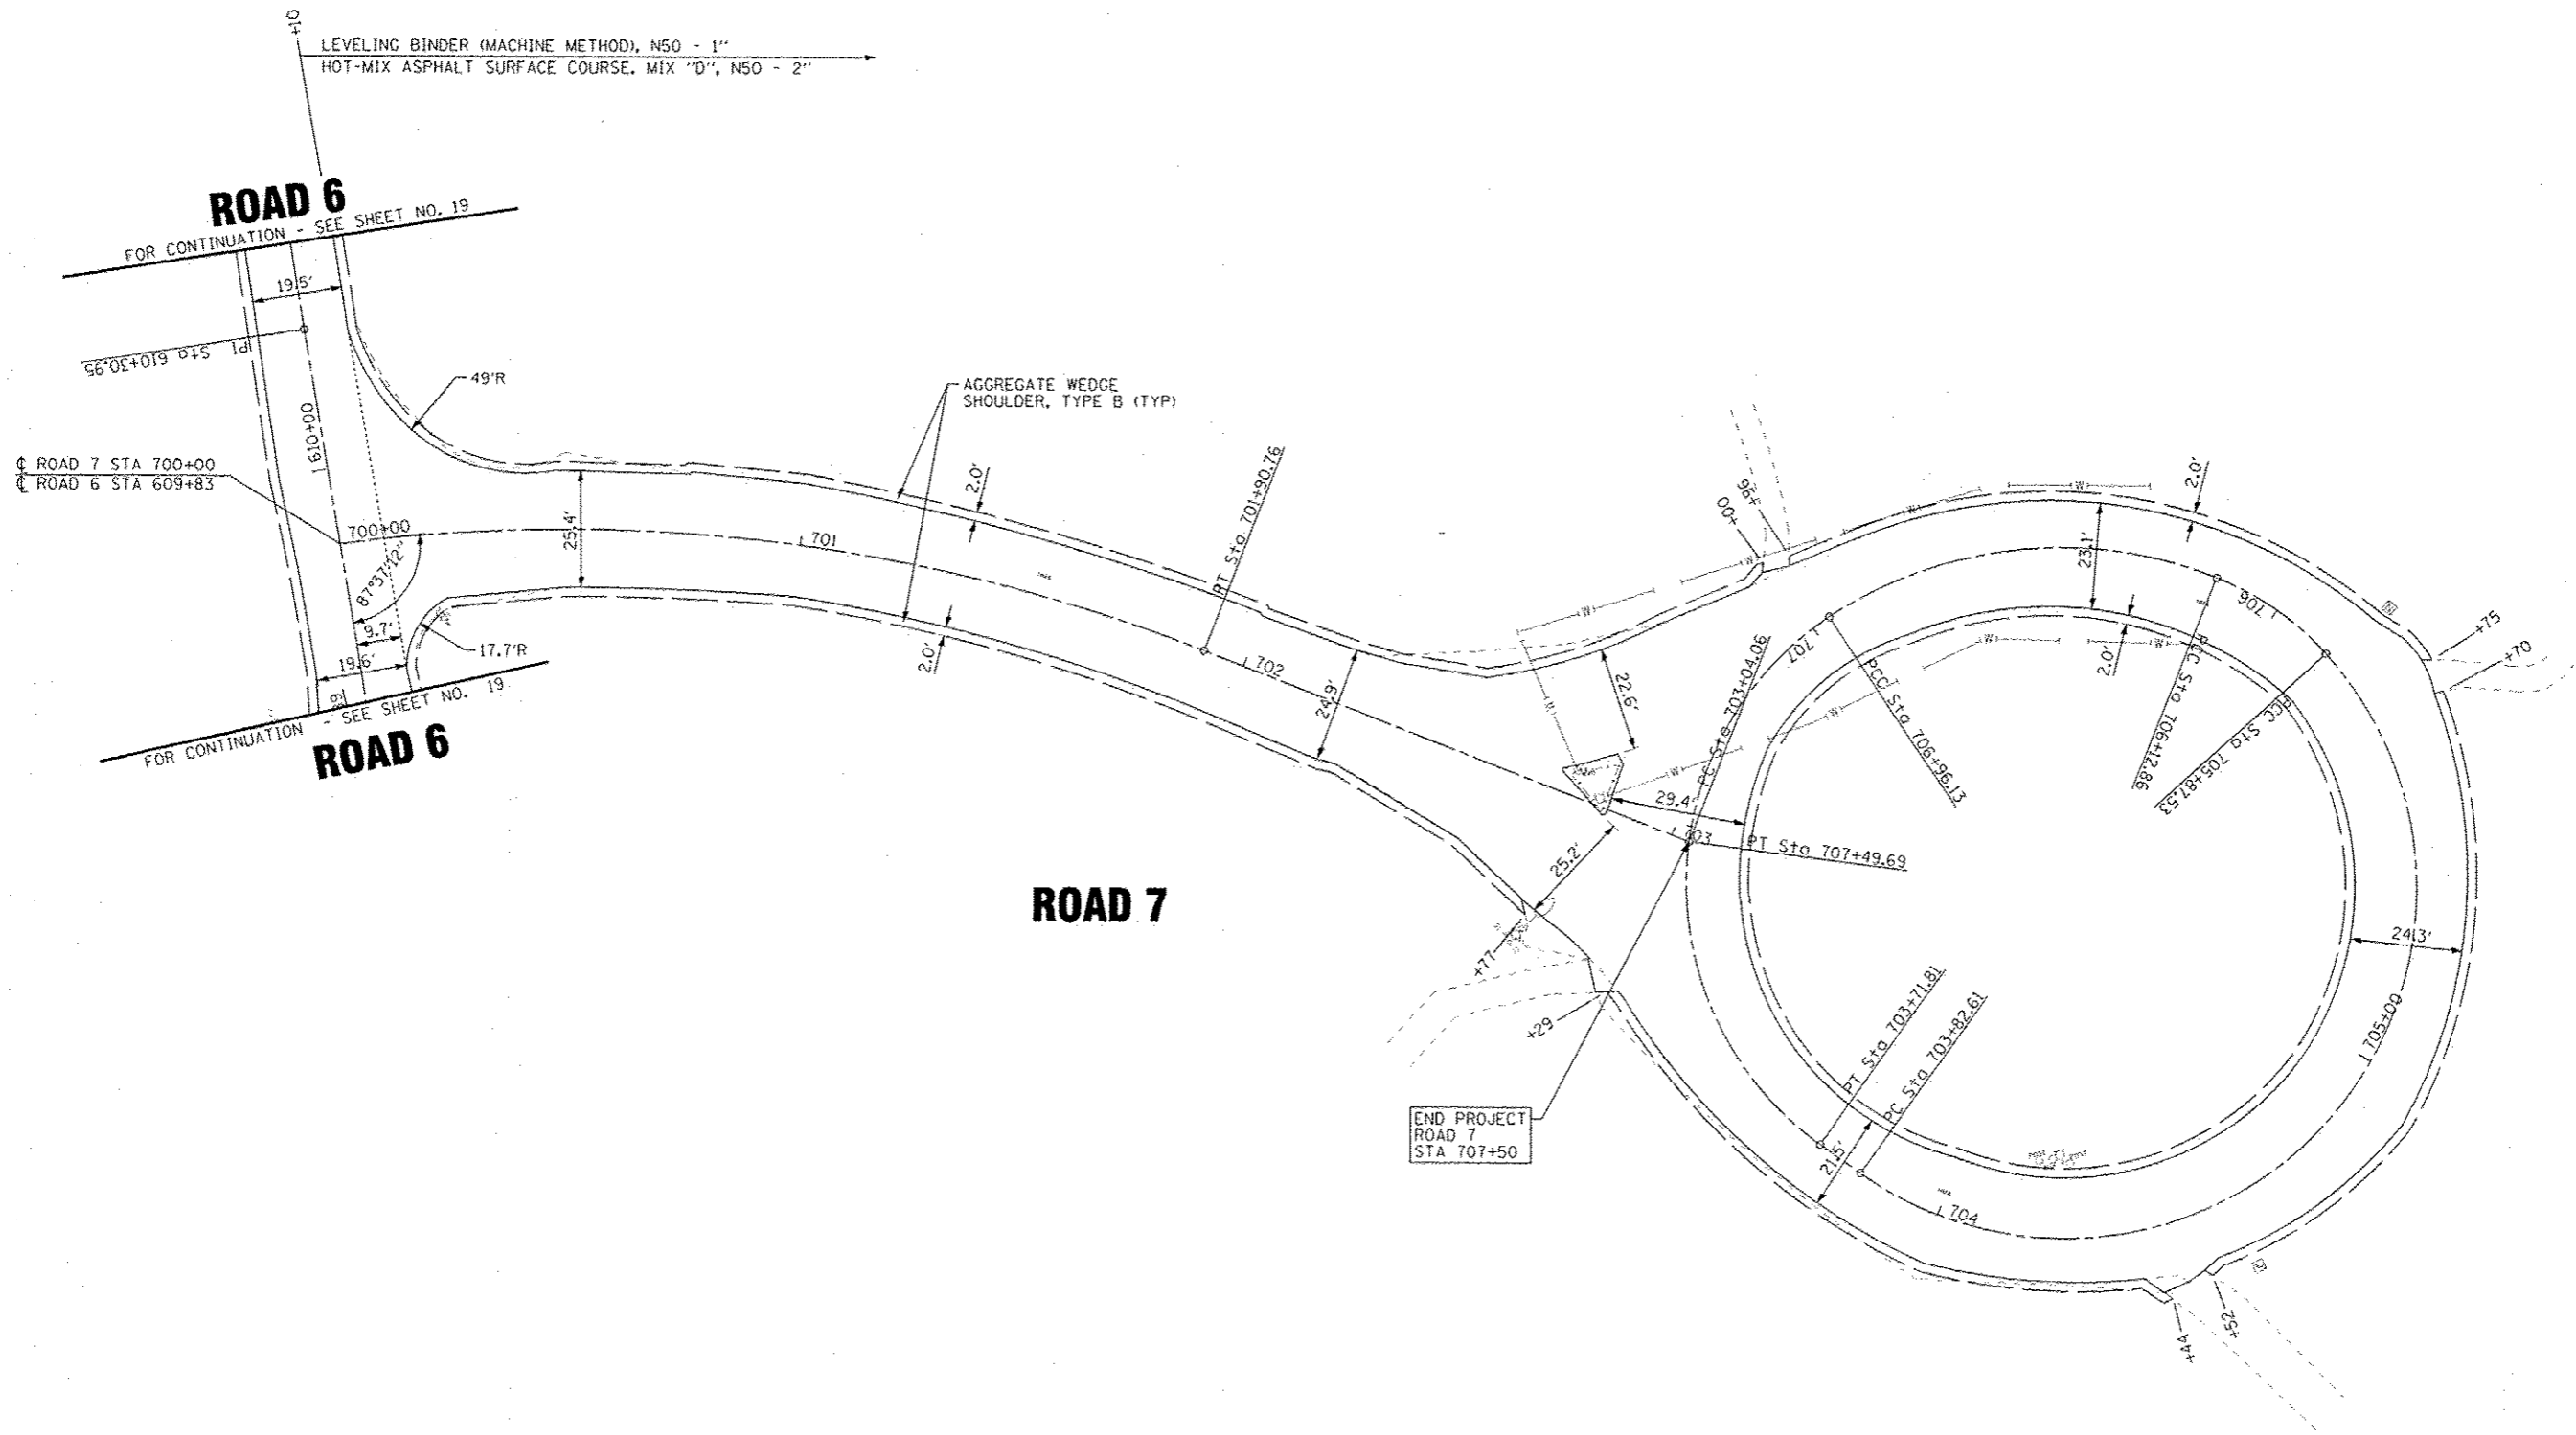 +10
LEVELING BINDER (MACHINE METHOD), N50 - 1"
HOT-MIX ASPHALT SURFACE COURSE, MIX "D", N50 - 2"
ROAD 6
FOR CONTINUATION - SEE SHEET NO. 19
19.5'
PI Sta 610+30.95
49'R
610+00
℄ ROAD 7 STA 700+00
℄ ROAD 6 STA 609+83
700+00
87°37'12"
9.7'
19.6'
17.7'R
FOR CONTINUATION - SEE SHEET NO. 19
ROAD 6
25.4'
AGGREGATE WEDGE
SHOULDER, TYPE B (TYP)
2.0'
701
2.0'
PT Sta 701+90.76
702
24.9'
ROAD 7
22.6'
+00
+96
W
W
W
W
W
W
W
W
W
W
W
W
29.4'
703
25.2'
+77
+29
PC Sta 703+04.06
PT Sta 707+49.69
707
PCC Sta 706+96.13
23.1'
2.0'
2.0'
706
PCC Sta 706+12.86
PCC Sta 705+87.53
+75
+70
24.3'
705+00
PT Sta 703+71.81
PC Sta 703+82.61
21.5'
704
END PROJECT
ROAD 7
STA 707+50
+44
+52